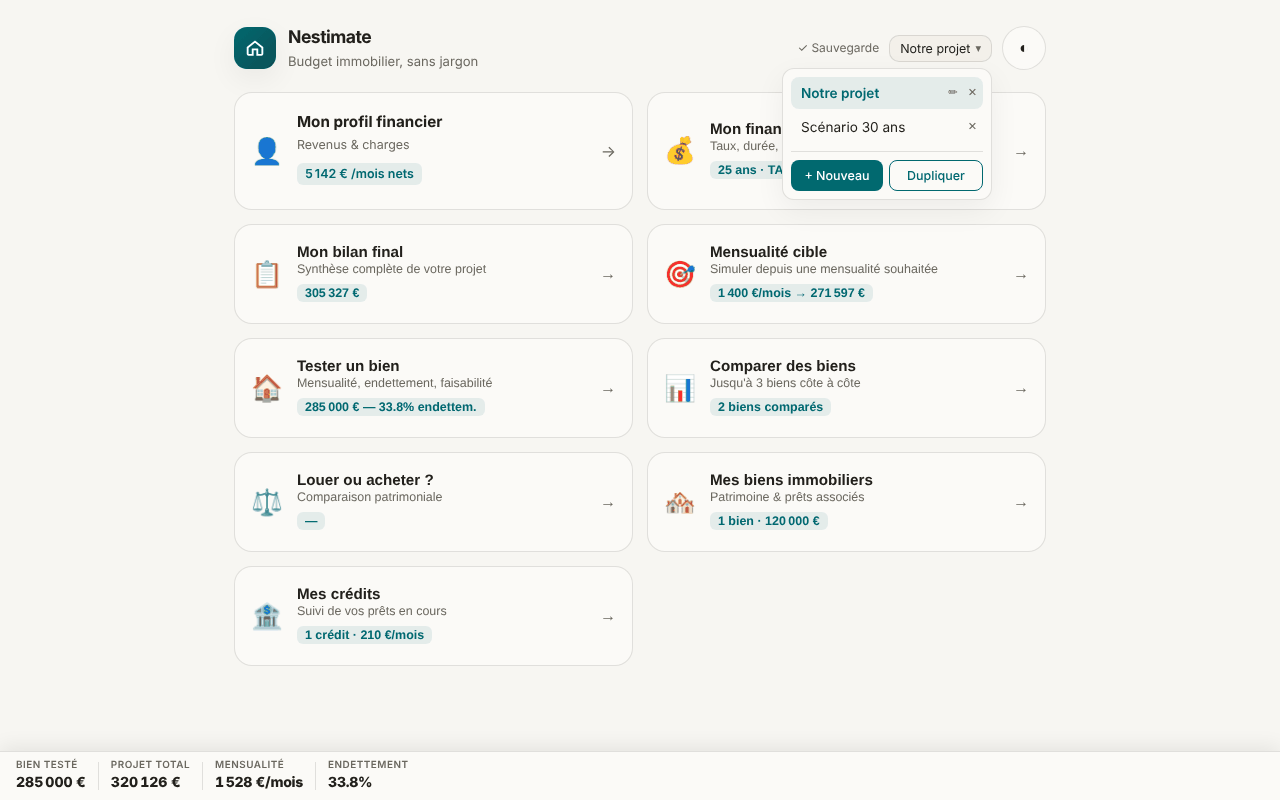 Nestimate
Budget immobilier, sans jargon
✓ Sauvegarde
Notre projet ▾
Notre projet ✏ ✕
Scénario 30 ans ✕
+ Nouveau
Dupliquer
Mon profil financier
Revenus & charges
5 142 € /mois nets
→
Mon finan
Taux, durée,
25 ans · TA
→
Mon bilan final
Synthèse complète de votre projet
305 327 €
→
Mensualité cible
Simuler depuis une mensualité souhaitée
1 400 €/mois → 271 597 €
→
Tester un bien
Mensualité, endettement, faisabilité
285 000 € — 33.8% endettem.
→
Comparer des biens
Jusqu'à 3 biens côte à côte
2 biens comparés
→
Louer ou acheter ?
Comparaison patrimoniale
—
→
Mes biens immobiliers
Patrimoine & prêts associés
1 bien · 120 000 €
→
Mes crédits
Suivi de vos prêts en cours
1 crédit · 210 €/mois
→
BIEN TESTÉ
285 000 €
PROJET TOTAL
320 126 €
MENSUALITÉ
1 528 €/mois
ENDETTEMENT
33.8%